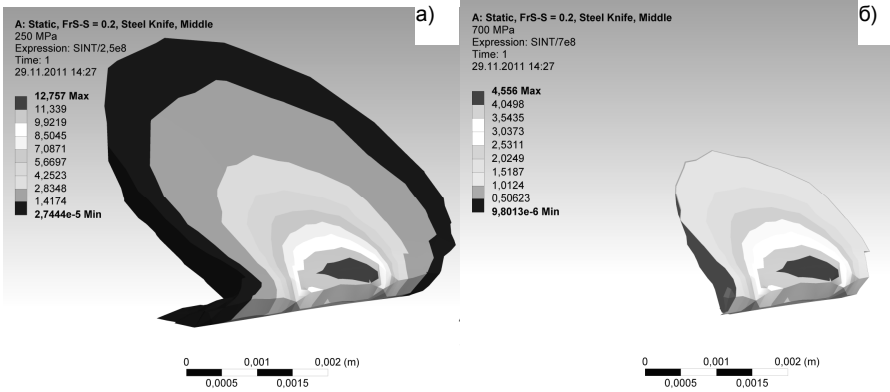 а)
A: Static, FrS-S = 0.2, Steel Knife, Middle
250 MPa
Expression: SINT/2,5e8
Time: 1
29.11.2011 14:27
12,757 Max
11,339
9,9219
8,5045
7,0871
5,6697
4,2523
2,8348
1,4174
2,7444e-5 Min
0 0,001 0,002 (m)
0,0005 0,0015
б)
A: Static, FrS-S = 0.2, Steel Knife, Middle
700 MPa
Expression: SINT/7e8
Time: 1
29.11.2011 14:27
4,556 Max
4,0498
3,5435
3,0373
2,5311
2,0249
1,5187
1,0124
0,50623
9,8013e-6 Min
0 0,001 0,002 (m)
0,0005 0,0015